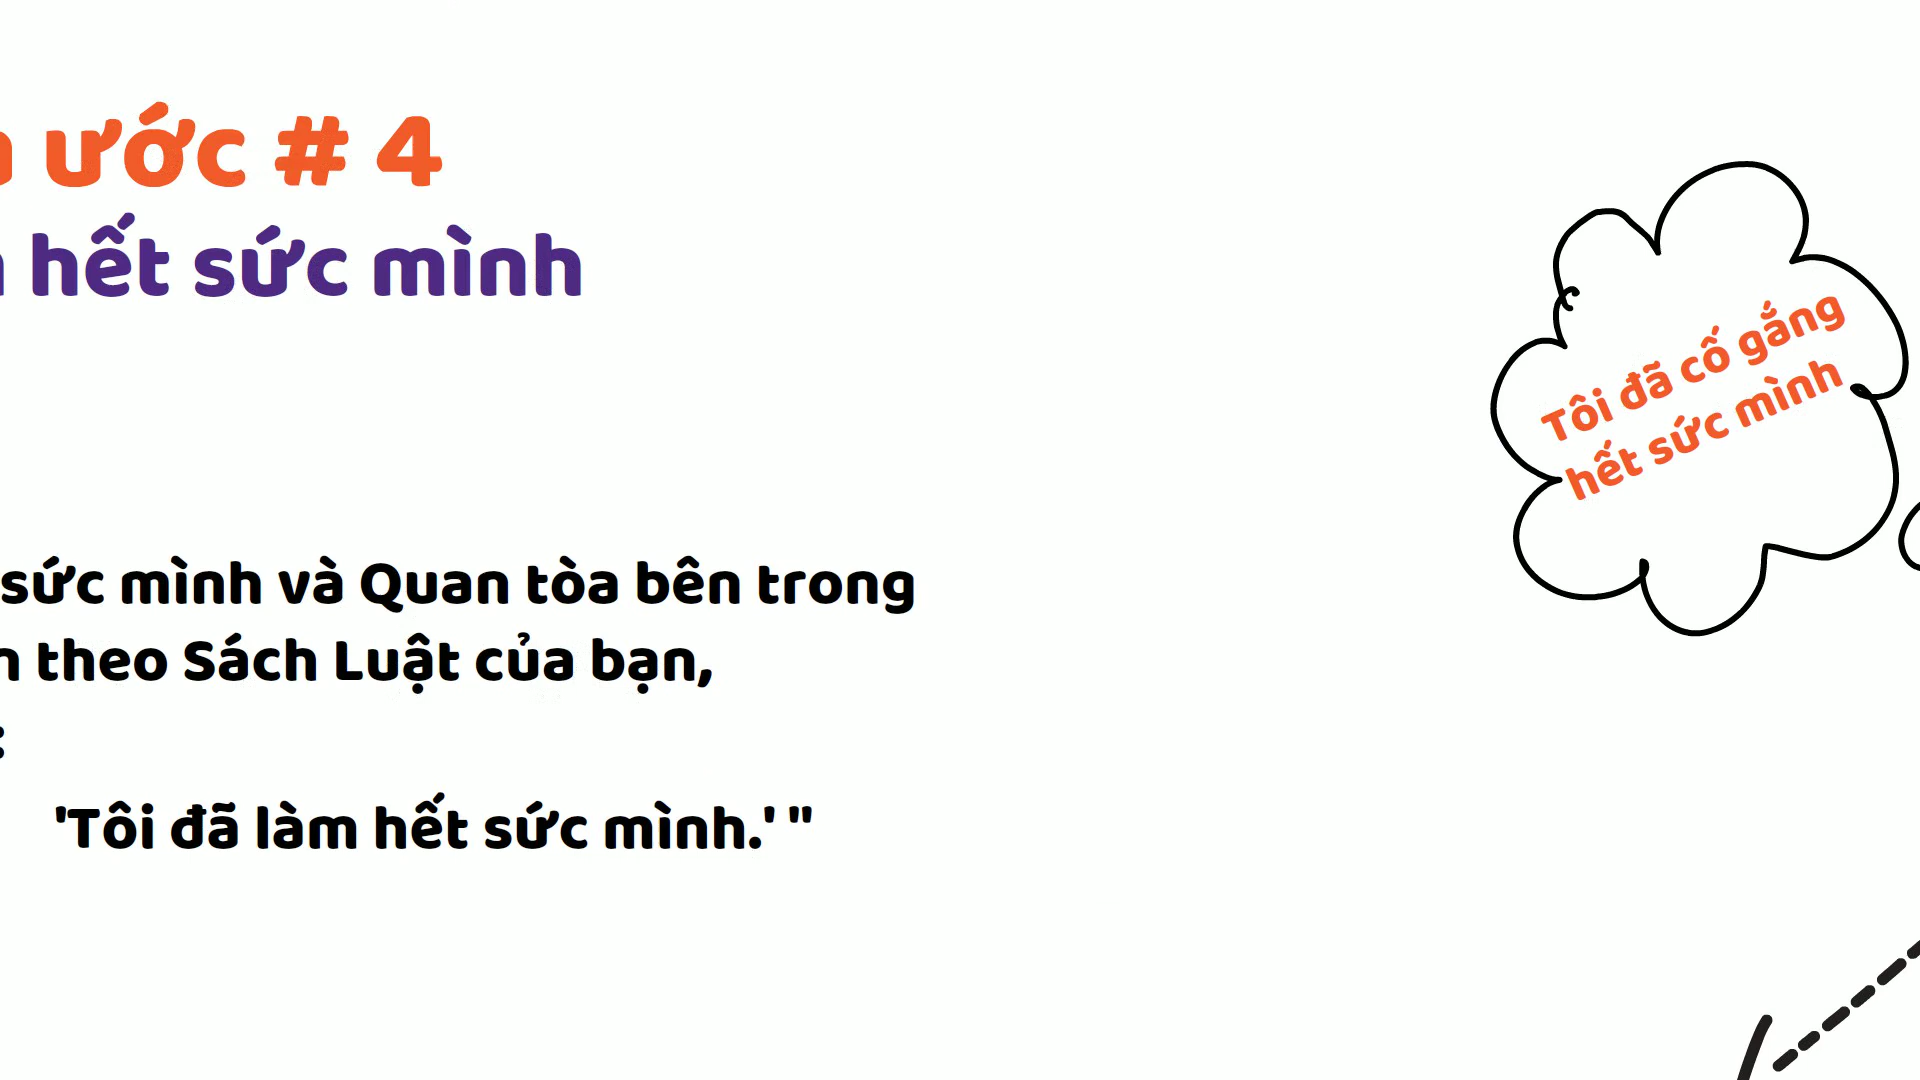 ước # 4
hết sức mình
Tôi đã cố gắng
hết sức mình
sức mình và Quan tòa bên trong
theo Sách Luật của bạn,
:
'Tôi đã làm hết sức mình.' "